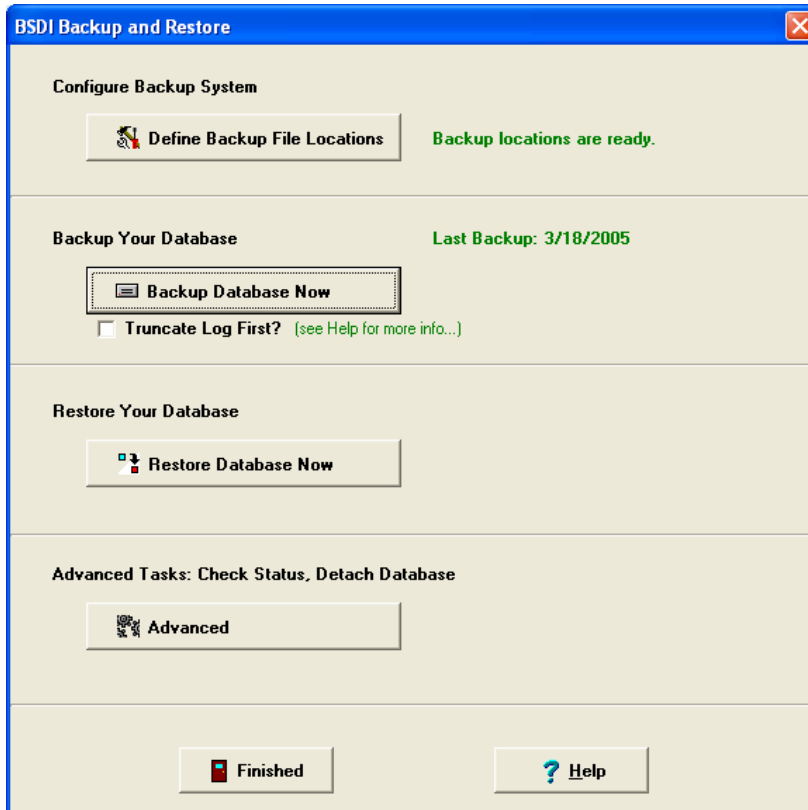 BSDI Backup and Restore
Configure Backup System
Define Backup File Locations
Backup locations are ready.
Backup Your Database
Last Backup: 3/18/2005
Backup Database Now
Truncate Log First? (see Help for more info...)
Restore Your Database
Restore Database Now
Advanced Tasks: Check Status, Detach Database
Advanced
Finished
Help